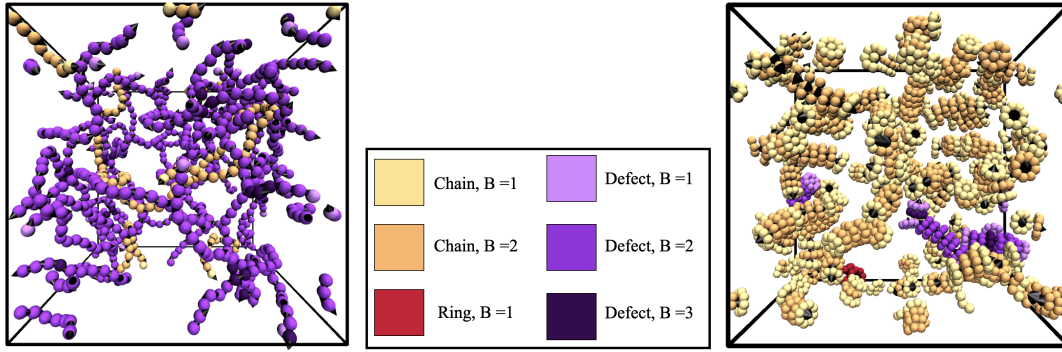 Chain, B =1
Defect, B =1
Chain, B =2
Defect, B =2
Ring, B =1
Defect, B =3